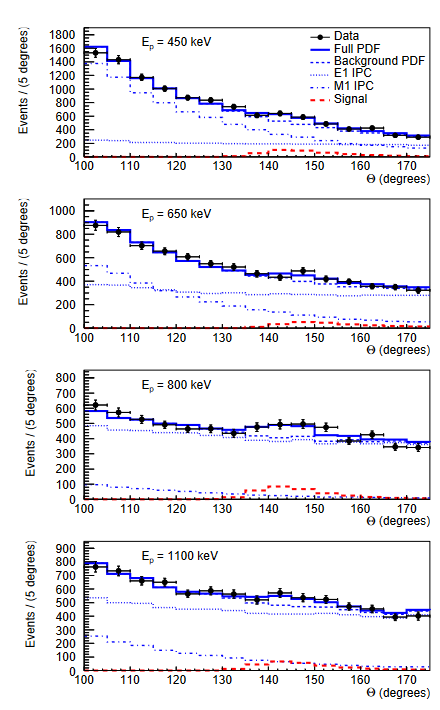 Events / (5 degrees)
1800
1600
1400
1200
1000
800
600
400
200
0
E_p = 450 keV
Data
Full PDF
Background PDF
E1 IPC
M1 IPC
Signal
100 110 120 130 140 150 160 170
Θ (degrees)
Events / (5 degrees)
1000
800
600
400
200
0
E_p = 650 keV
100 110 120 130 140 150 160 170
Θ (degrees)
Events / (5 degrees)
800
700
600
500
400
300
200
100
0
E_p = 800 keV
100 110 120 130 140 150 160 170
Θ (degrees)
Events / (5 degrees)
900
800
700
600
500
400
300
200
100
0
E_p = 1100 keV
100 110 120 130 140 150 160 170
Θ (degrees)